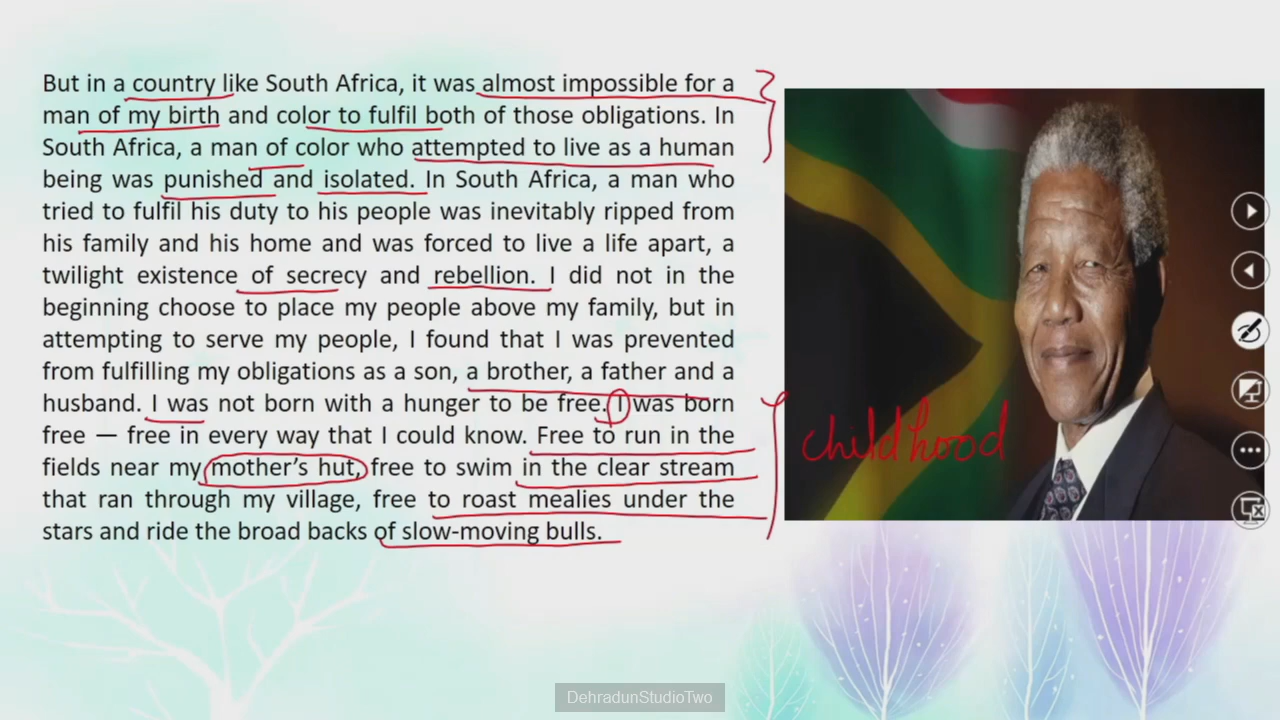 But in a country like South Africa, it was almost impossible for a
man of my birth and color to fulfil both of those obligations. In
South Africa, a man of color who attempted to live as a human
being was punished and isolated. In South Africa, a man who
tried to fulfil his duty to his people was inevitably ripped from
his family and his home and was forced to live a life apart, a
twilight existence of secrecy and rebellion. I did not in the
beginning choose to place my people above my family, but in
attempting to serve my people, I found that I was prevented
from fulfilling my obligations as a son, a brother, a father and a
husband. I was not born with a hunger to be free. I was born
free — free in every way that I could know. Free to run in the
fields near my mother's hut, free to swim in the clear stream
that ran through my village, free to roast mealies under the
stars and ride the broad backs of slow-moving bulls.
childhood
DehradunStudioTwo